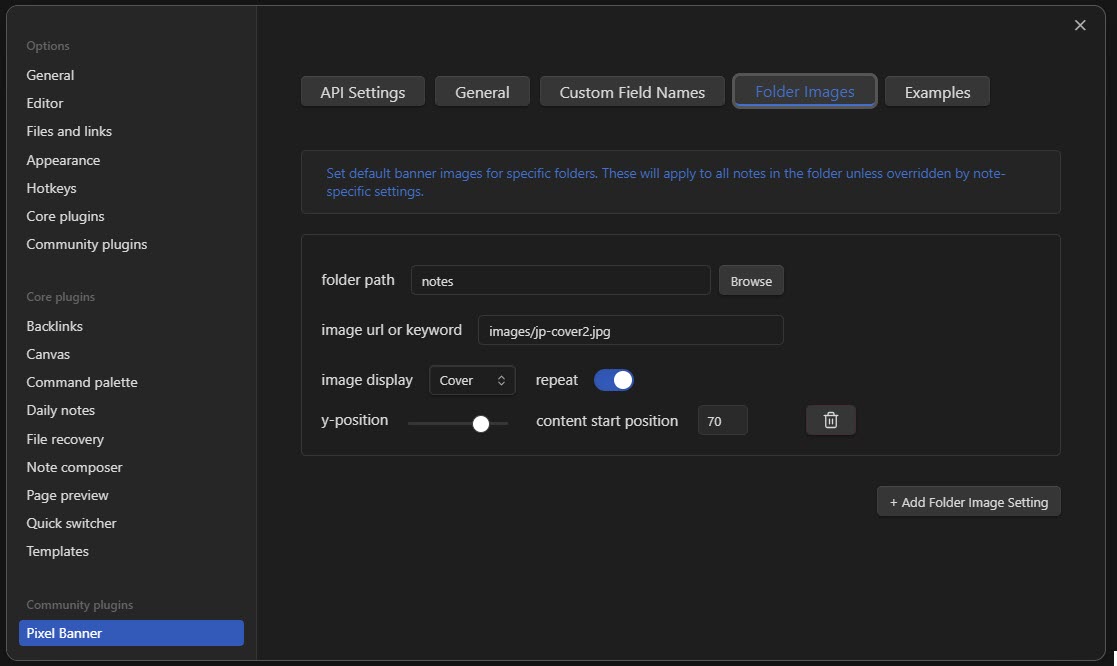 Options
General
Editor
Files and links
Appearance
Hotkeys
Core plugins
Community plugins
Core plugins
Backlinks
Canvas
Command palette
Daily notes
File recovery
Note composer
Page preview
Quick switcher
Templates
Community plugins
Pixel Banner
API Settings
General
Custom Field Names
Folder Images
Examples
Set default banner images for specific folders. These will apply to all notes in the folder unless overridden by note-
specific settings.
folder path notes Browse
image url or keyword images/jp-cover2.jpg
image display Cover repeat
y-position content start position 70
+ Add Folder Image Setting